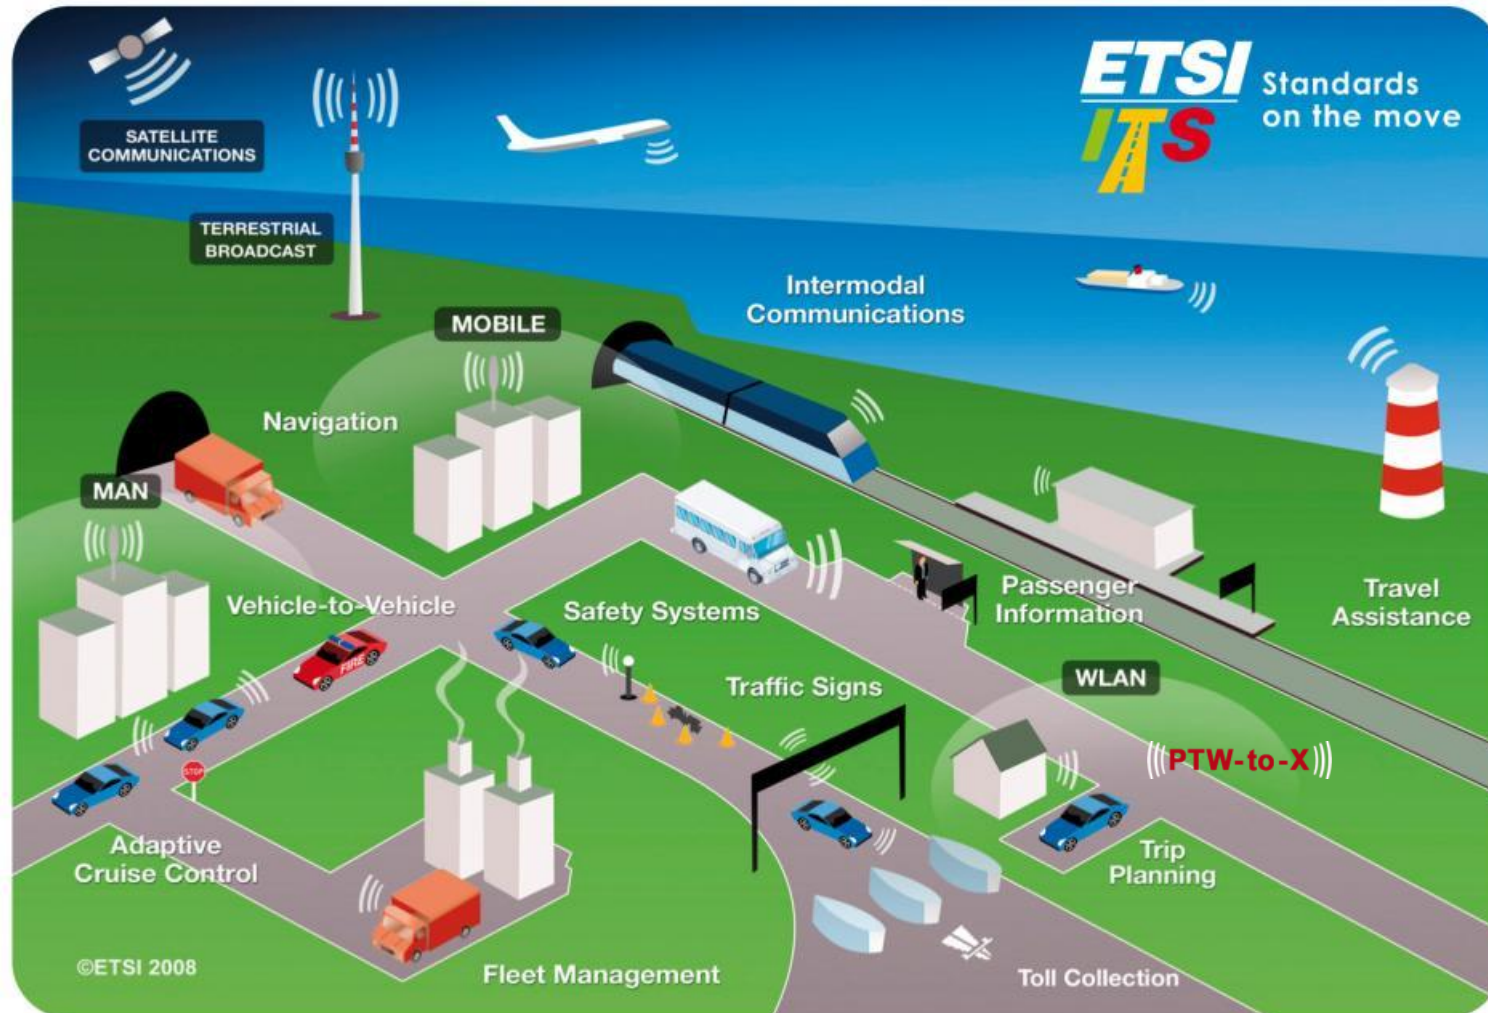 ETSI
ITS
Standards
on the move
SATELLITE
COMMUNICATIONS
TERRESTRIAL
BROADCAST
Intermodal
Communications
MOBILE
Navigation
MAN
Vehicle-to-Vehicle
Safety Systems
Passenger
Information
Travel
Assistance
FIRE
Traffic Signs
WLAN
PTW-to-X
STOP
Adaptive
Cruise Control
Trip
Planning
©ETSI 2008
Fleet Management
Toll Collection